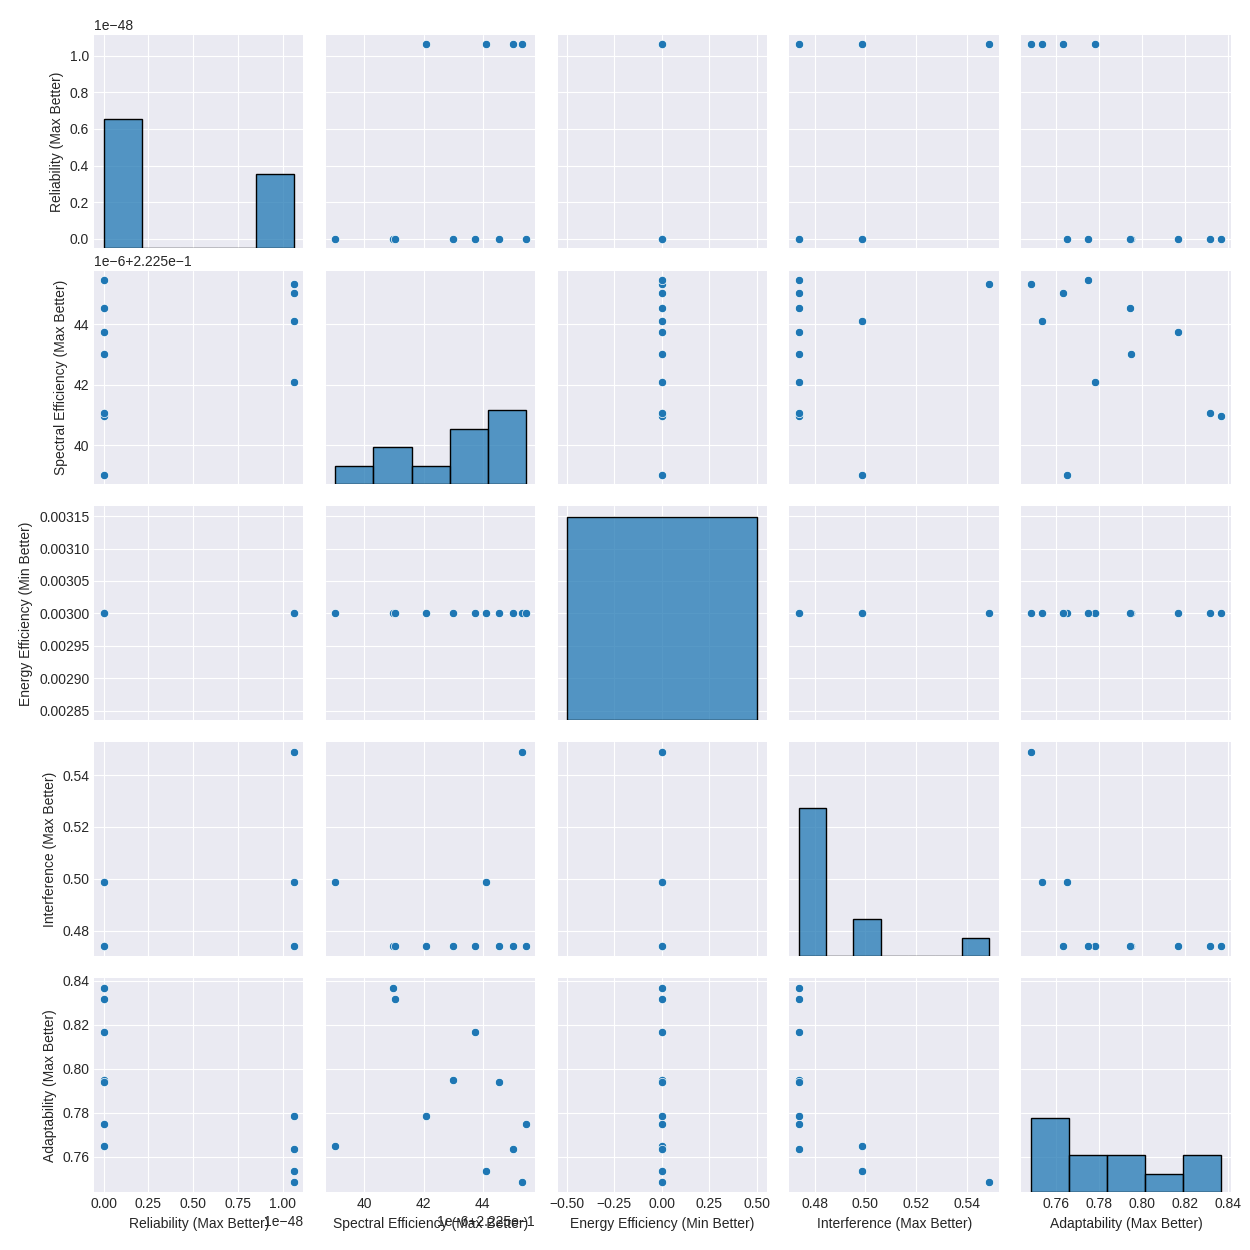 1e−48
1.0
0.8
0.6
0.4
0.2
0.0
Reliability (Max Better)
1e−6+2.225e−1
44
42
40
Spectral Efficiency (Max Better)
0.00315
0.00310
0.00305
0.00300
0.00295
0.00290
0.00285
Energy Efficiency (Min Better)
0.54
0.52
0.50
0.48
Interference (Max Better)
0.84
0.82
0.80
0.78
0.76
Adaptability (Max Better)
0.00 0.25 0.50 0.75 1.00
1e−48
Reliability (Max Better)
40 42 44
1e−6+2.225e−1
Spectral Efficiency (Max Better)
−0.50 −0.25 0.00 0.25 0.50
Energy Efficiency (Min Better)
0.48 0.50 0.52 0.54
Interference (Max Better)
0.76 0.78 0.80 0.82 0.84
Adaptability (Max Better)